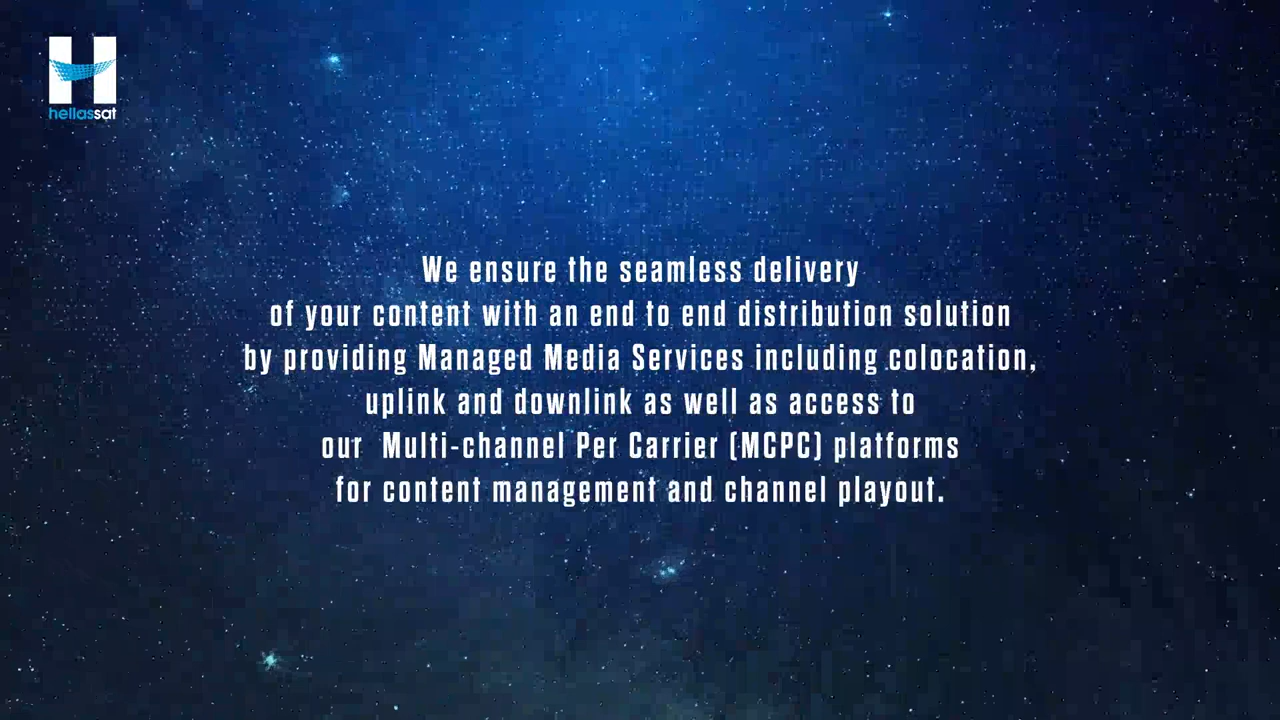 H
hellassat
We ensure the seamless delivery
of your content with an end to end distribution solution
by providing Managed Media Services including colocation,
uplink and downlink as well as access to
our  Multi-channel Per Carrier (MCPC) platforms
for content management and channel playout.